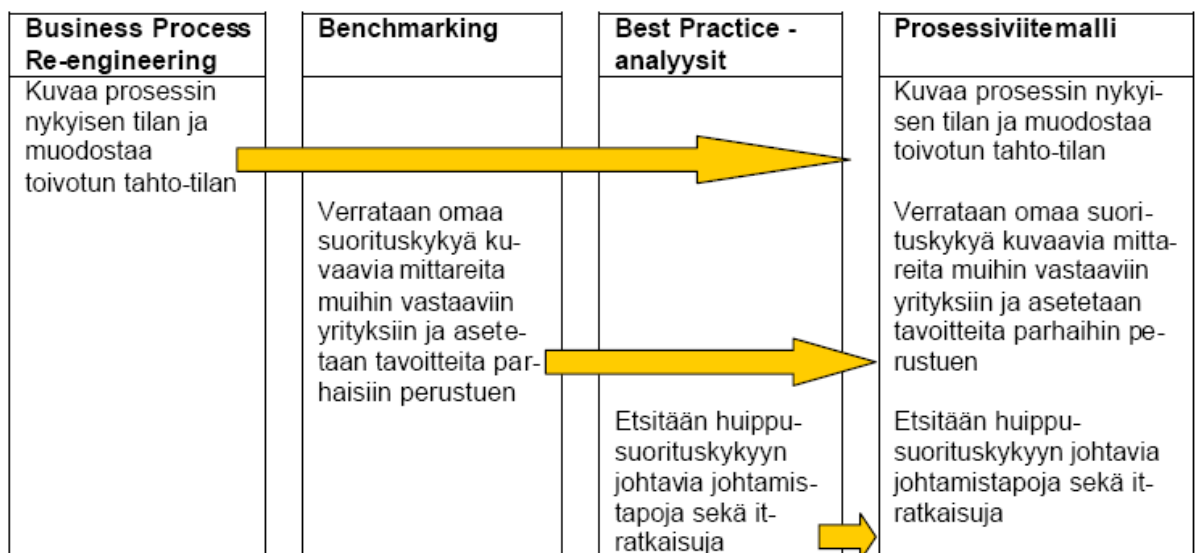 Business Process
Re-engineering
Kuvaa prosessin
nykyisen tilan ja
muodostaa
toivotun tahto-tilan
Benchmarking
Verrataan omaa
suorituskykyä ku-
vaavia mittareita
muihin vastaaviin
yrityksiin ja asete-
taan tavoitteita par-
haisiin perustuen
Best Practice -
analyysit
Etsitään huippu-
suorituskykyyn
johtavia johtamis-
tapoja sekä it-
ratkaisuja
Prosessiviitemalli
Kuvaa prosessin nykyi-
sen tilan ja muodostaa
toivotun tahto-tilan
Verrataan omaa suori-
tuskykyä kuvaavia mitta-
reita muihin vastaaviin
yrityksiin ja asetetaan
tavoitteita parhaihin pe-
rustuen
Etsitään huippu-
suorituskykyyn johtavia
johtamistapoja sekä it-
ratkaisuja